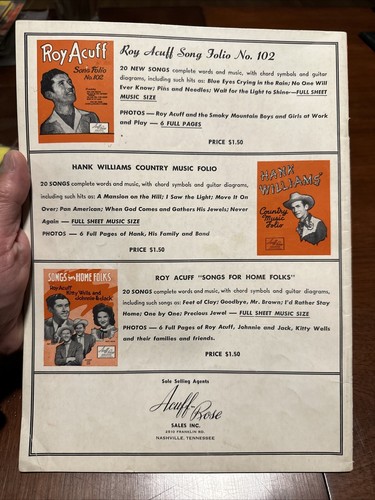 Roy Acuff
Song Folio
No. 102
Roy Acuff Song Folio No. 102
20 NEW SONGS complete words and music, with chord symbols and guitar
diagrams, including such hits as: Blue Eyes Crying in the Rain; No One Will
Ever Know; Pins and Needles; Wait for the Light to Shine—FULL SHEET
MUSIC SIZE
PHOTOS — Roy Acuff and the Smoky Mountain Boys and Girls at Work
and Play — 6 FULL PAGES
PRICE $1.50
HANK WILLIAMS COUNTRY MUSIC FOLIO
20 SONGS complete words and music, with chord symbols and guitar diagrams,
including such hits as: A Mansion on the Hill; I Saw the Light; Move It On
Over; Pan American; When God Comes and Gathers His Jewels; Never
Again — FULL SHEET MUSIC SIZE
PHOTOS — 6 Full Pages of Hank, His Family and Band
PRICE $1.50
HANK
WILLIAMS'
Country
Music
Folio
SONGS for HOME FOLKS
Roy Acuff
Kitty Wells and
Johnnie & Jack
ROY ACUFF "SONGS FOR HOME FOLKS"
20 NEW SONGS, complete words and music, with chord symbols and guitar diagrams,
including such songs as: Feet of Clay; Goodbye, Mr. Brown; I'd Rather Stay
Home; One by One; Precious Jewel — FULL SHEET MUSIC SIZE
PHOTOS — 6 Full Pages of Roy Acuff, Johnnie and Jack, Kitty Wells
and their families and friends.
PRICE $1.50
Sole Selling Agents
Acuff-Rose
SALES INC.
2510 FRANKLIN RD.
NASHVILLE, TENNESSEE